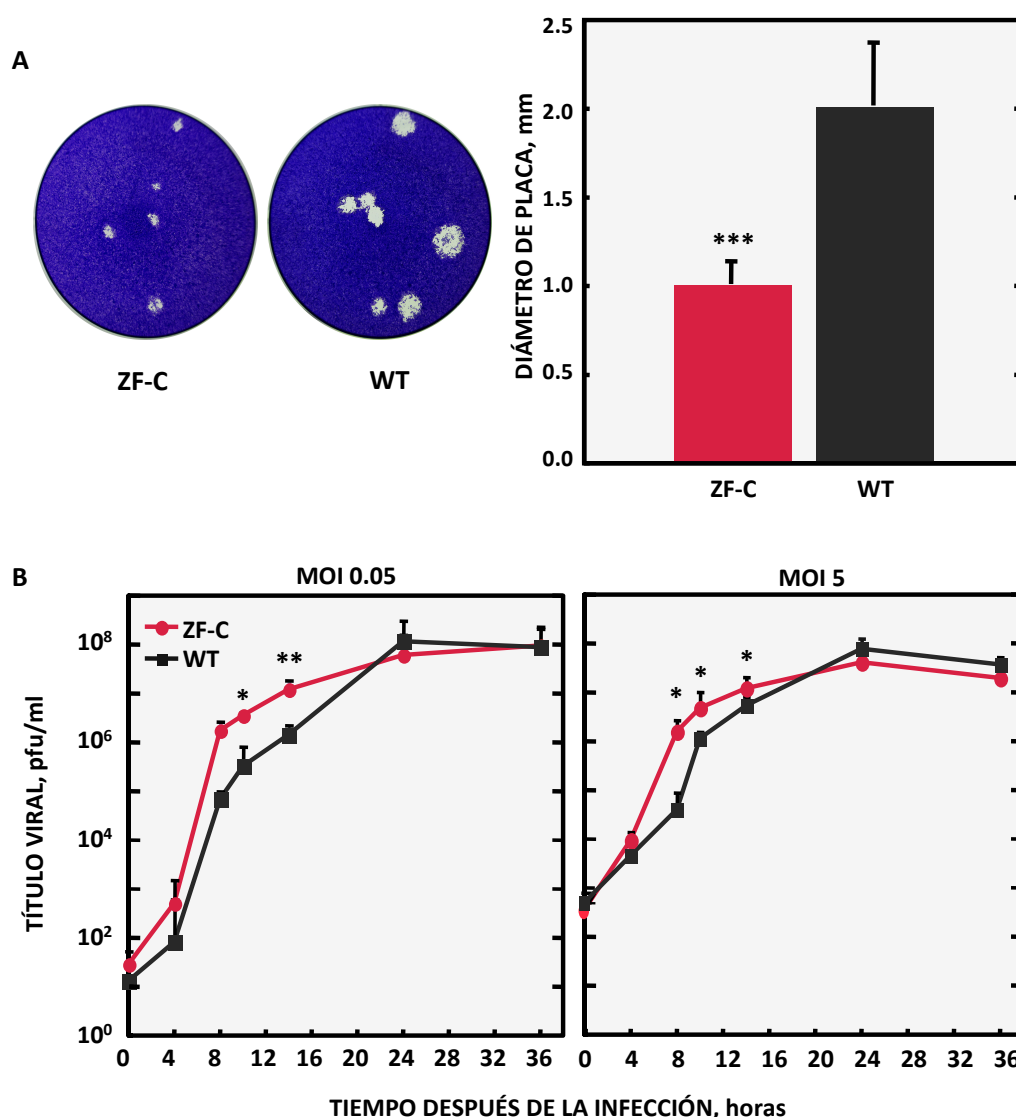 A
ZF-C
WT
DIÁMETRO DE PLACA, mm
2.5
2.0
1.5
1.0
0.5
0.0
***
ZF-C
WT
B
MOI 0.05
ZF-C
WT
*
**
TÍTULO VIRAL, pfu/ml
10⁸
10⁶
10⁴
10²
10⁰
0 4 8 12 16 20 24 28 32 36
MOI 5
* * *
0 4 8 12 16 20 24 28 32 36
TIEMPO DESPUÉS DE LA INFECCIÓN, horas